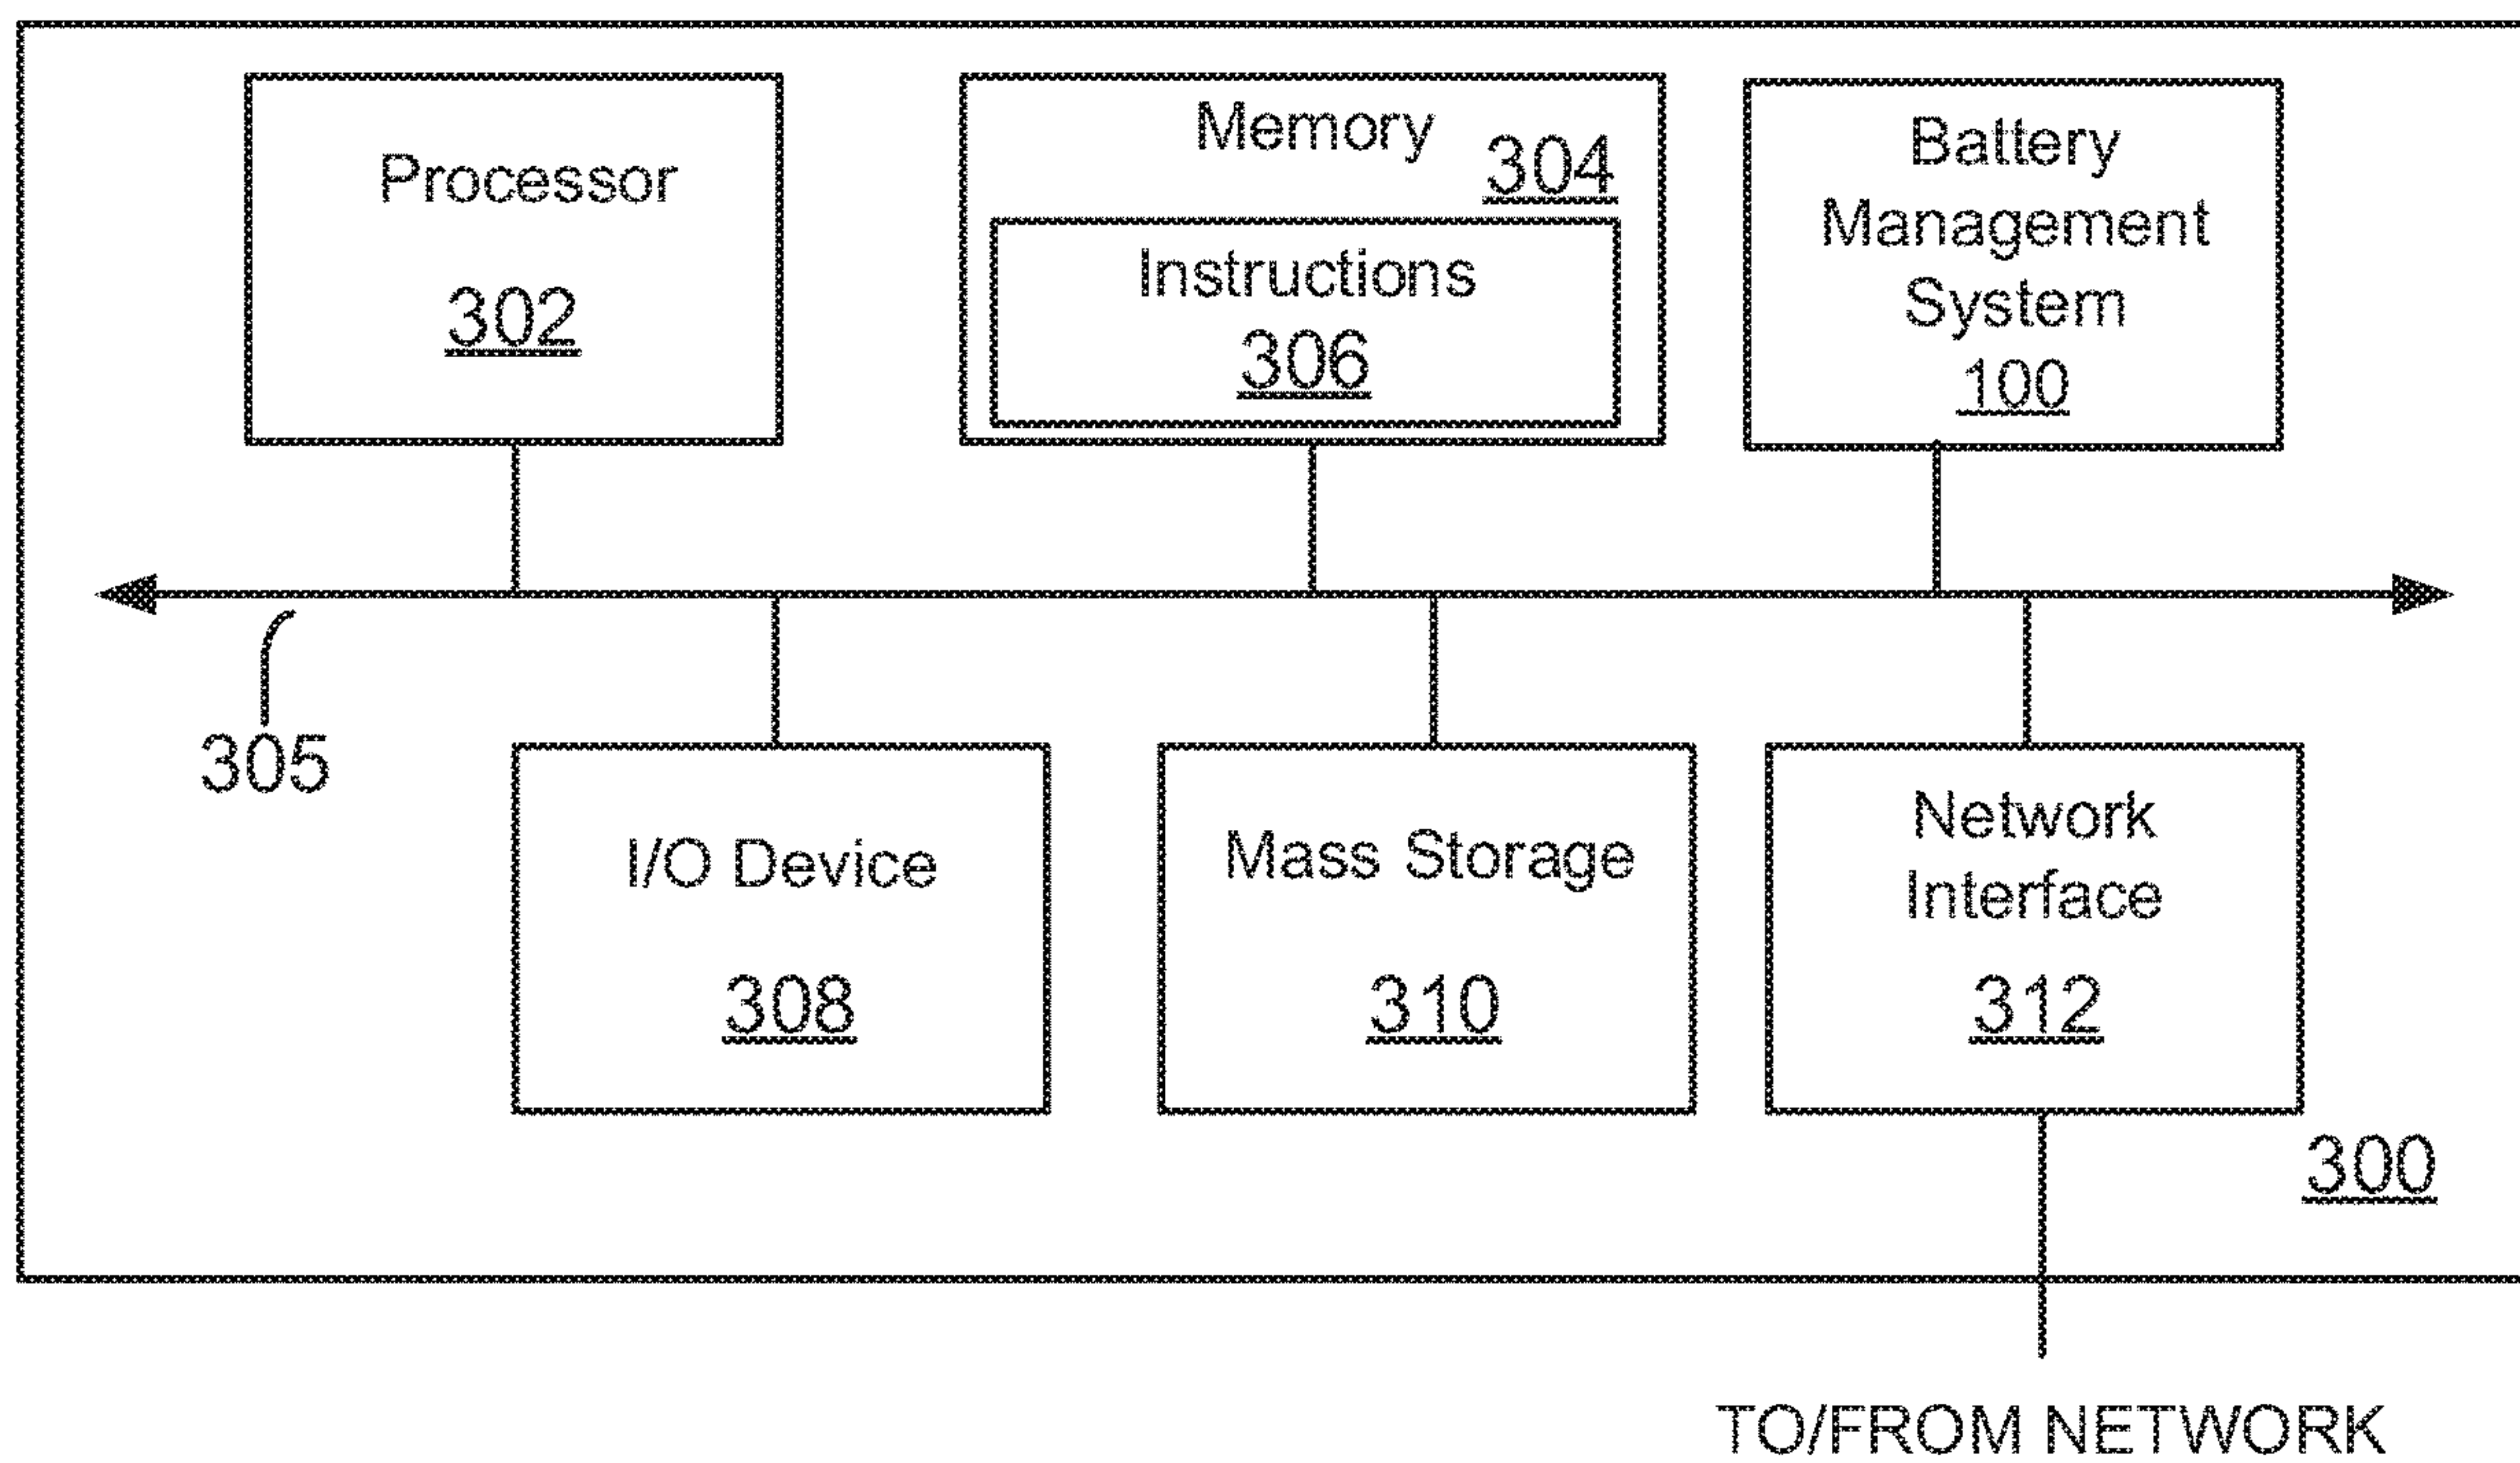 Processor
302
Memory
304
Instructions
306
Battery
Management
System
100
305
I/O Device
308
Mass Storage
310
Network
Interface
312
300
TO/FROM NETWORK